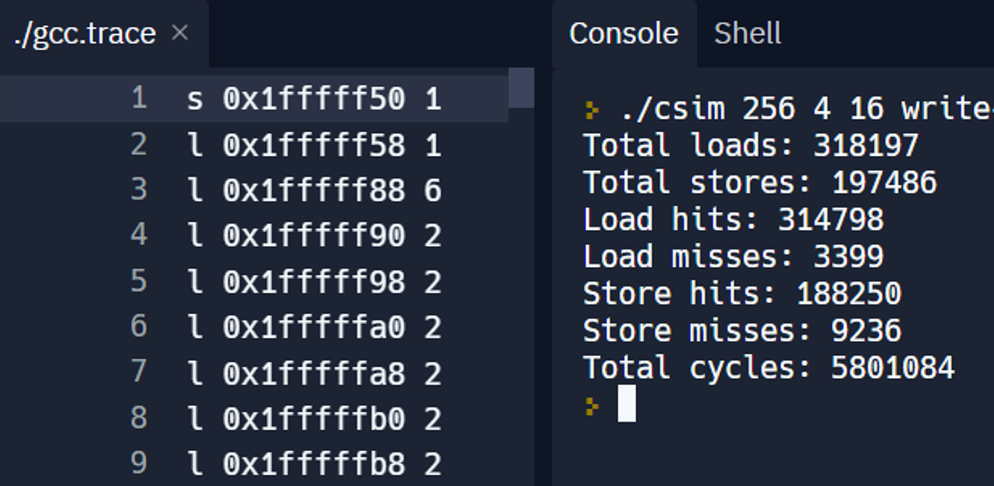 ./gcc.trace ×
1 s 0x1fffff50 1
2 l 0x1fffff58 1
3 l 0x1fffff88 6
4 l 0x1fffff90 2
5 l 0x1fffff98 2
6 l 0x1fffffa0 2
7 l 0x1fffffa8 2
8 l 0x1fffffb0 2
9 l 0x1fffffb8 2
Console Shell
./csim 256 4 16 write-
Total loads: 318197
Total stores: 197486
Load hits: 314798
Load misses: 3399
Store hits: 188250
Store misses: 9236
Total cycles: 5801084